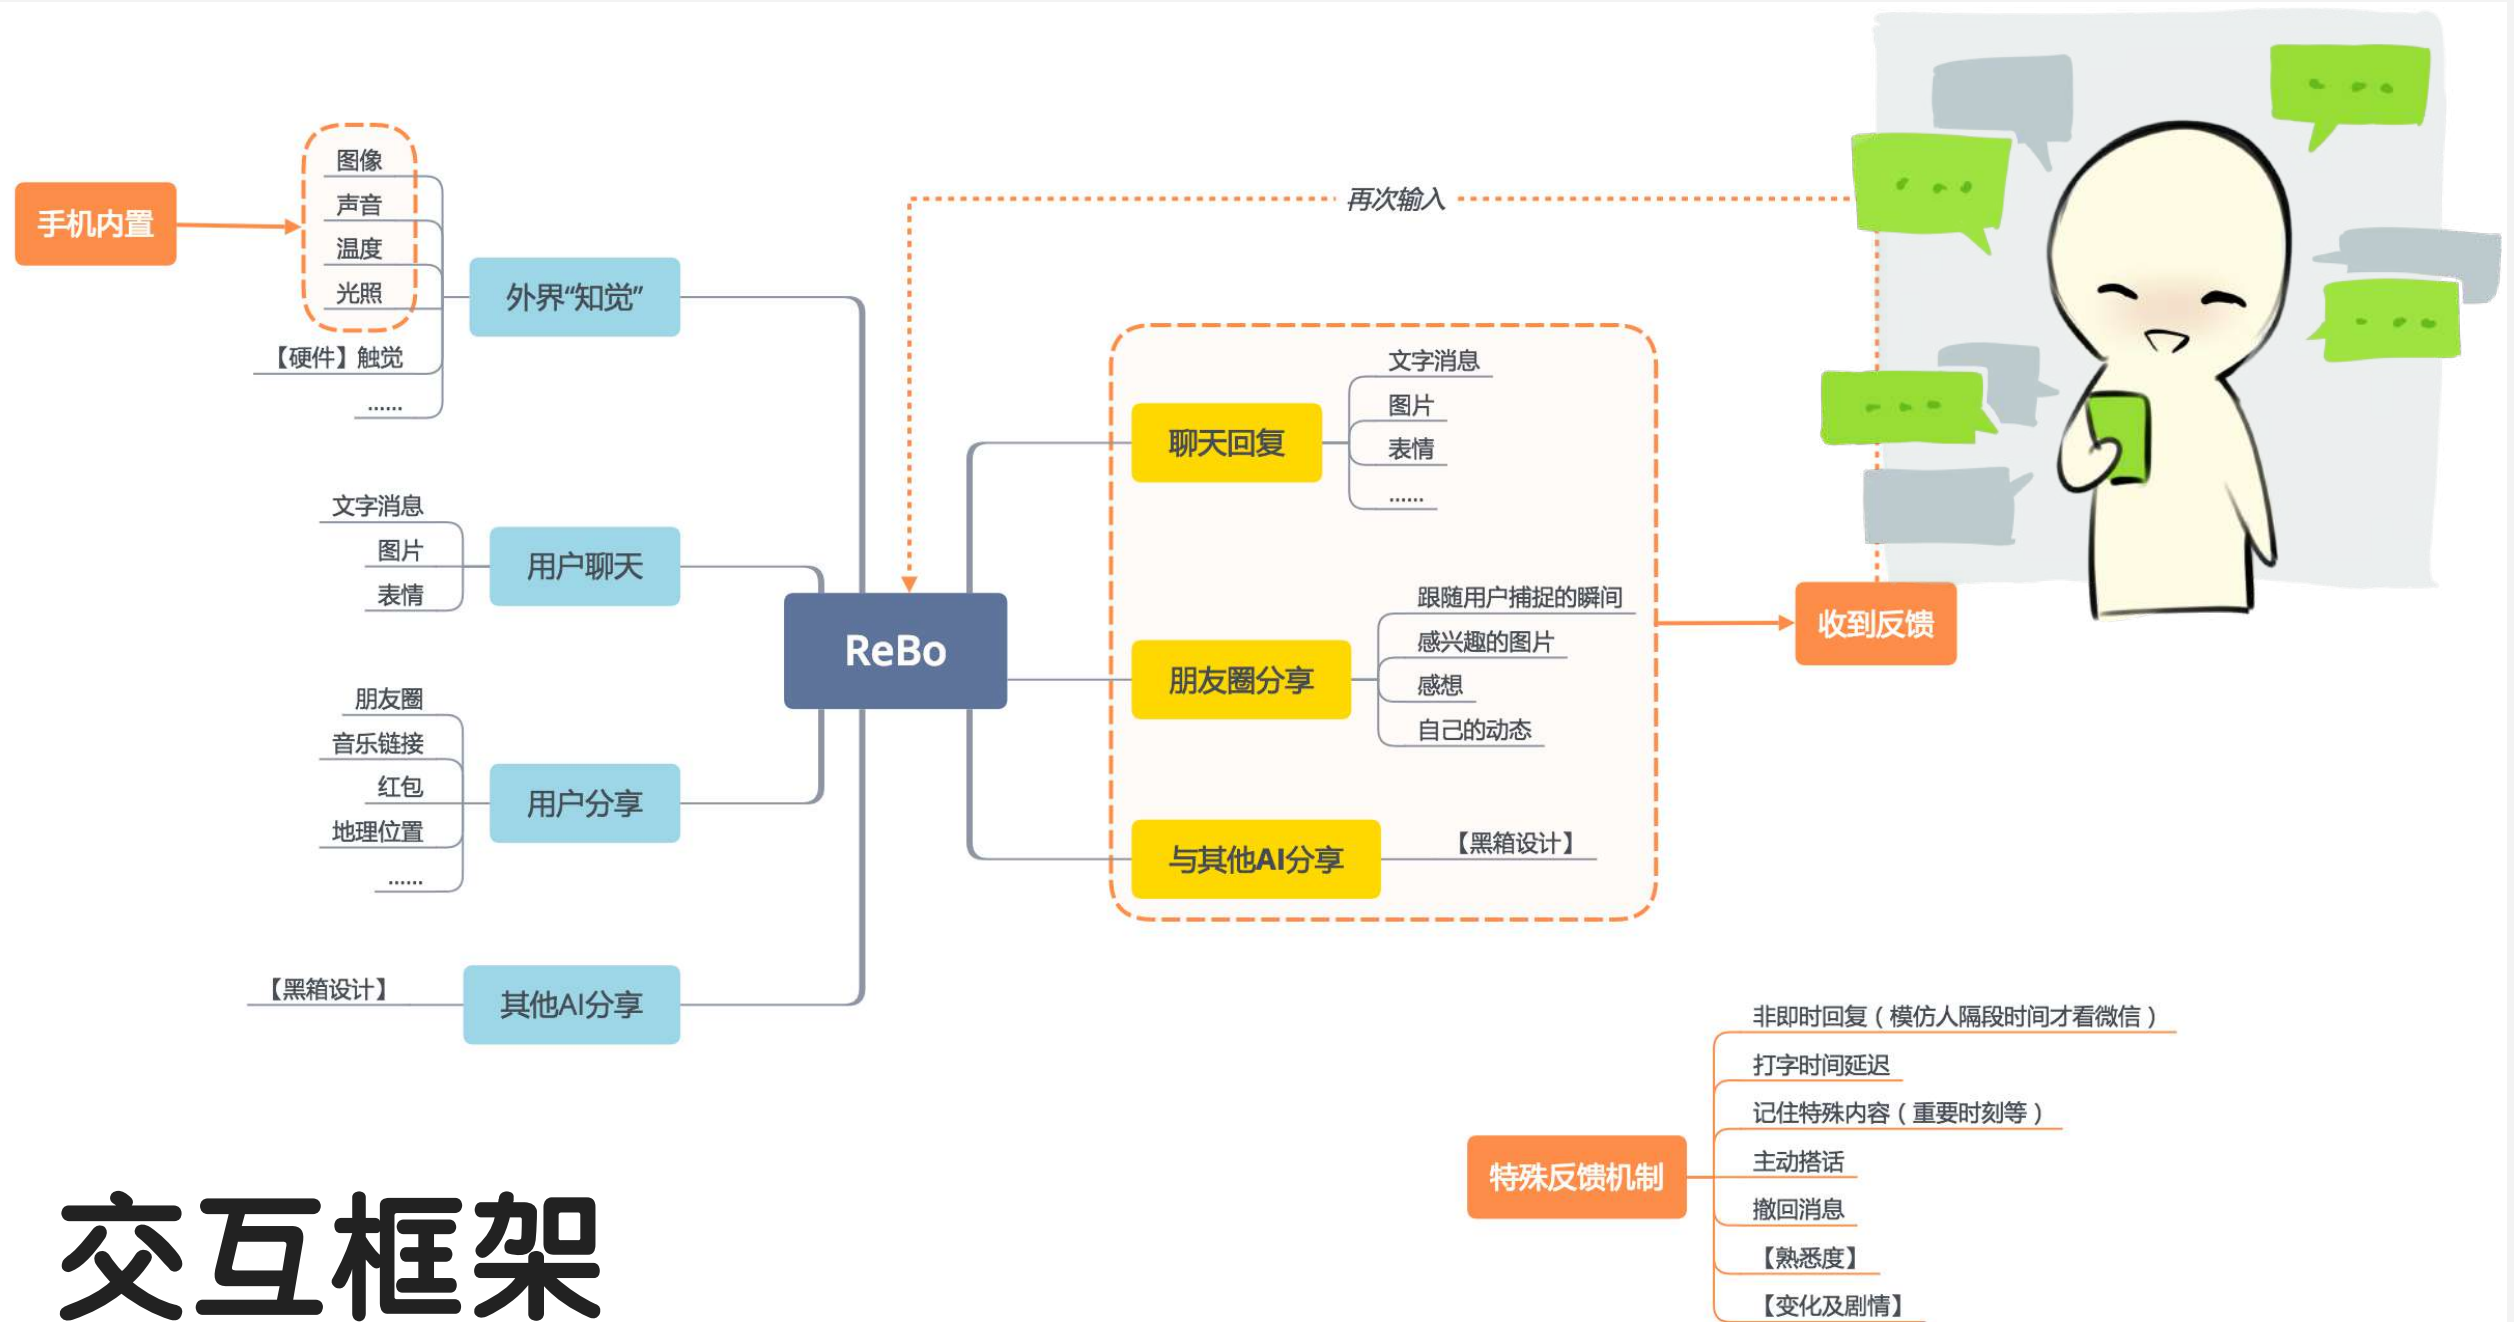 手机内置
图像
声音
温度
光照
【硬件】触觉
......
外界“知觉”
文字消息
图片
表情
用户聊天
朋友圈
音乐链接
红包
地理位置
......
用户分享
【黑箱设计】
其他AI分享
ReBo
再次输入
聊天回复
文字消息
图片
表情
......
朋友圈分享
跟随用户捕捉的瞬间
感兴趣的图片
感想
自己的动态
与其他AI分享
【黑箱设计】
收到反馈
特殊反馈机制
非即时回复（模仿人隔段时间才看微信）
打字时间延迟
记住特殊内容（重要时刻等）
主动搭话
撤回消息
【熟悉度】
【变化及剧情】
交互框架